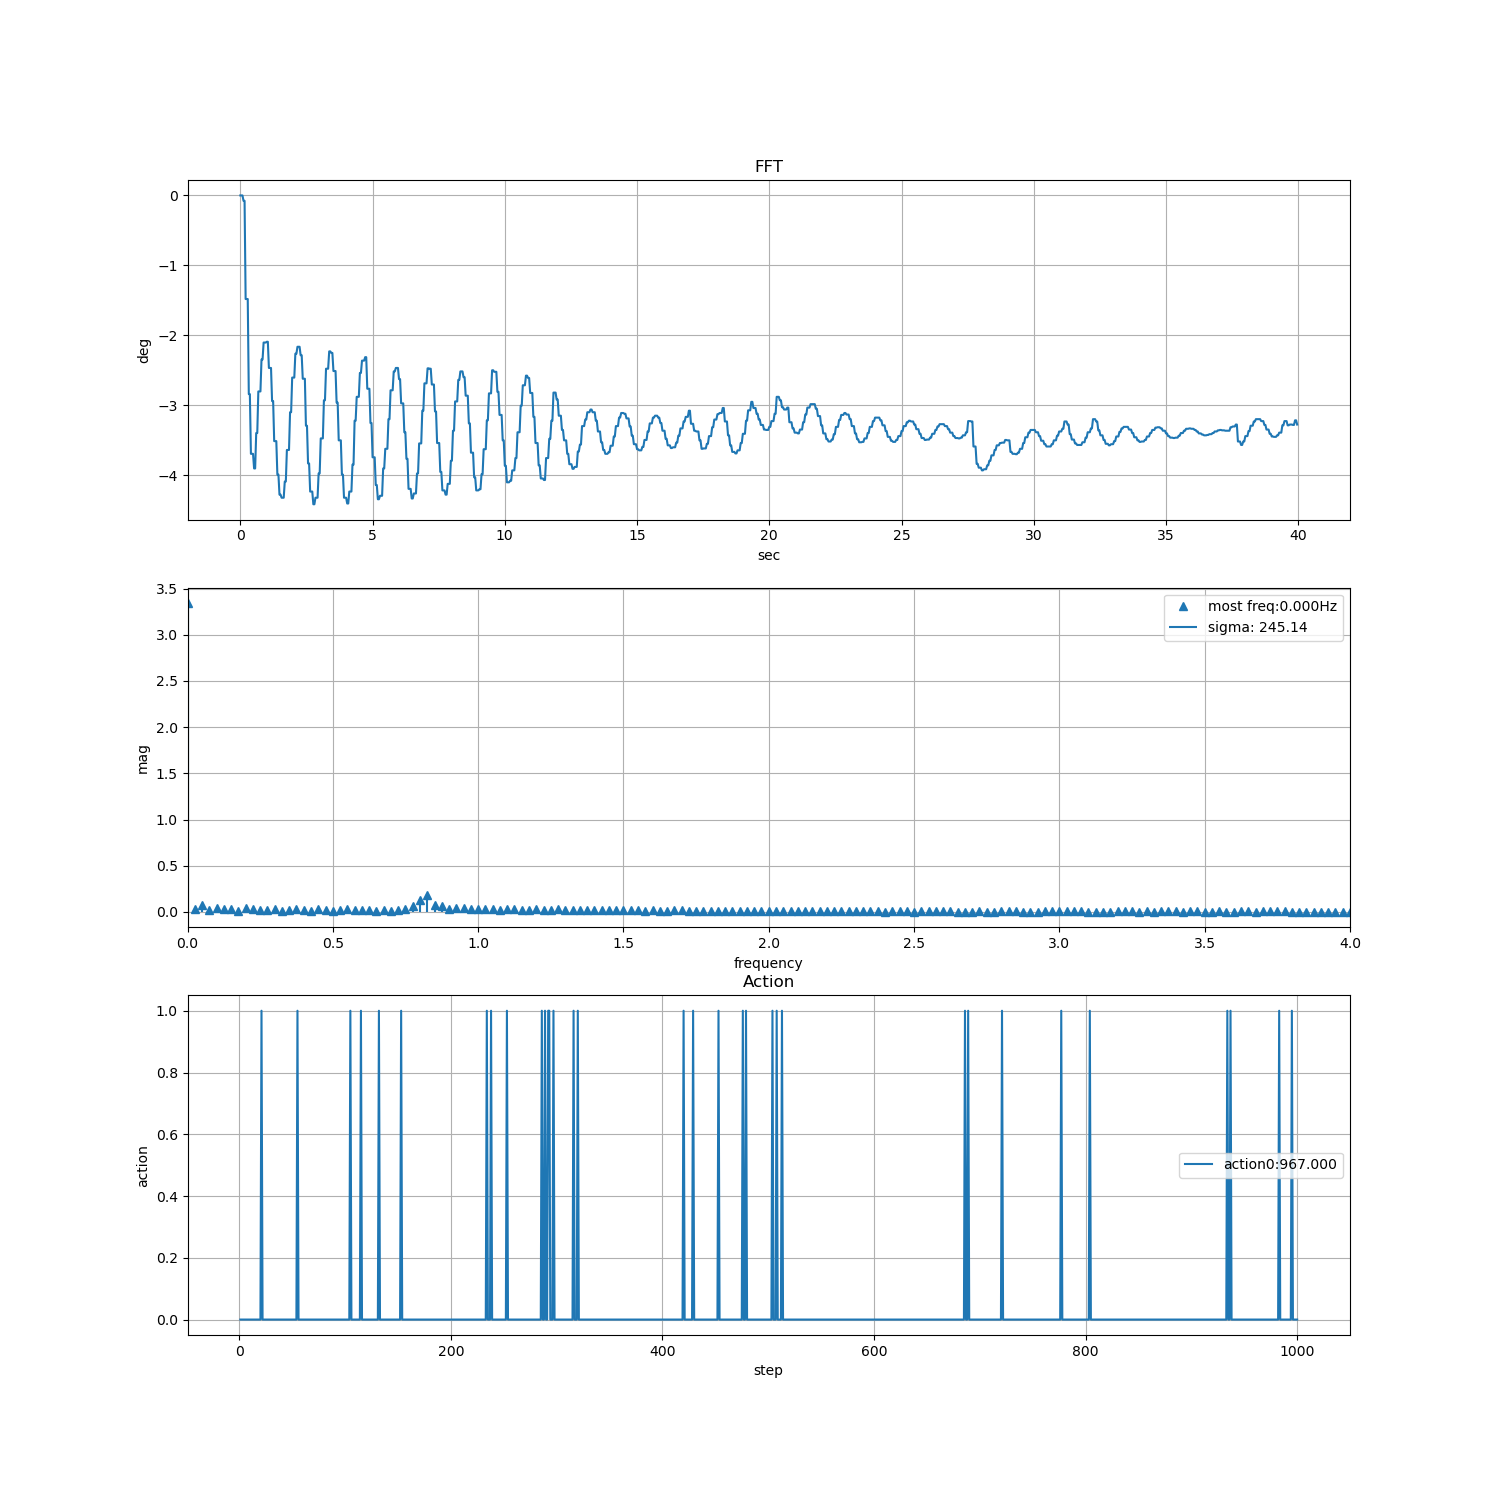 FFT
0
−1
−2
−3
−4
deg
0 5 10 15 20 25 30 35 40
sec
3.5
3.0
2.5
2.0
1.5
1.0
0.5
0.0
mag
most freq:0.000Hz
sigma: 245.14
0.0 0.5 1.0 1.5 2.0 2.5 3.0 3.5 4.0
frequency
Action
1.0
0.8
0.6
0.4
0.2
0.0
action
action0:967.000
0 200 400 600 800 1000
step